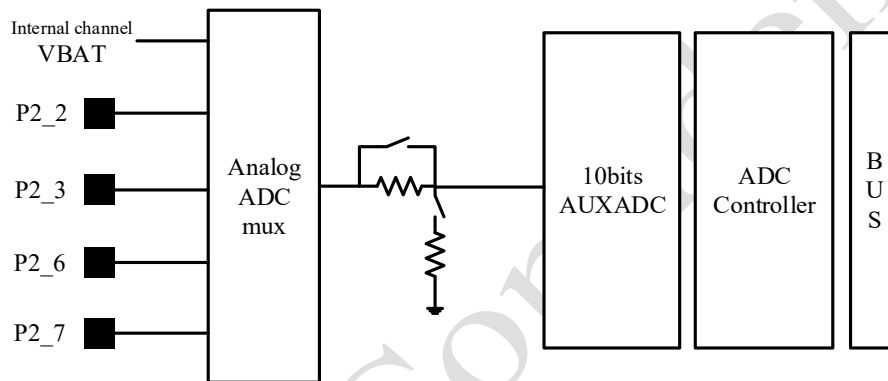 Internal channel
VBAT
P2_2
P2_3
P2_6
P2_7
Analog
ADC
mux
10bits
AUXADC
ADC
Controller
B
U
S